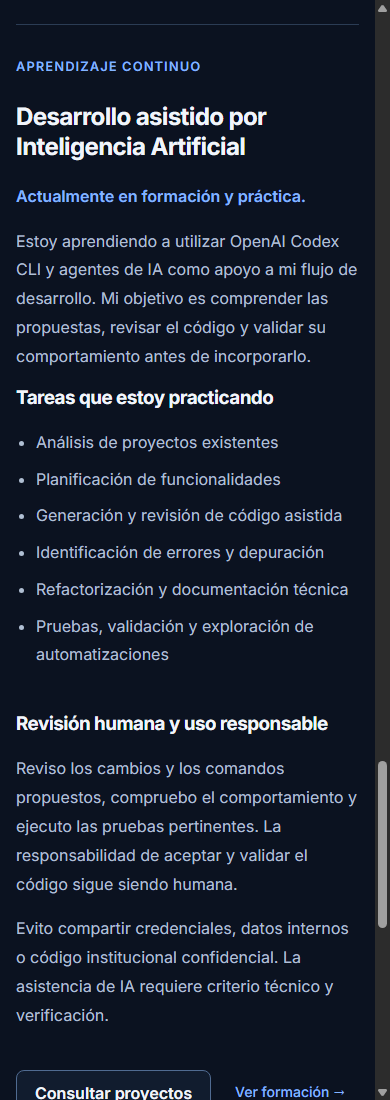 APRENDIZAJE CONTINUO
Desarrollo asistido por
Inteligencia Artificial
Actualmente en formación y práctica.
Estoy aprendiendo a utilizar OpenAI Codex
CLI y agentes de IA como apoyo a mi flujo de
desarrollo. Mi objetivo es comprender las
propuestas, revisar el código y validar su
comportamiento antes de incorporarlo.
Tareas que estoy practicando
• Análisis de proyectos existentes
• Planificación de funcionalidades
• Generación y revisión de código asistida
• Identificación de errores y depuración
• Refactorización y documentación técnica
• Pruebas, validación y exploración de
automatizaciones
Revisión humana y uso responsable
Reviso los cambios y los comandos
propuestos, compruebo el comportamiento y
ejecuto las pruebas pertinentes. La
responsabilidad de aceptar y validar el
código sigue siendo humana.
Evito compartir credenciales, datos internos
o código institucional confidencial. La
asistencia de IA requiere criterio técnico y
verificación.
Consultar proyectos Ver formación →